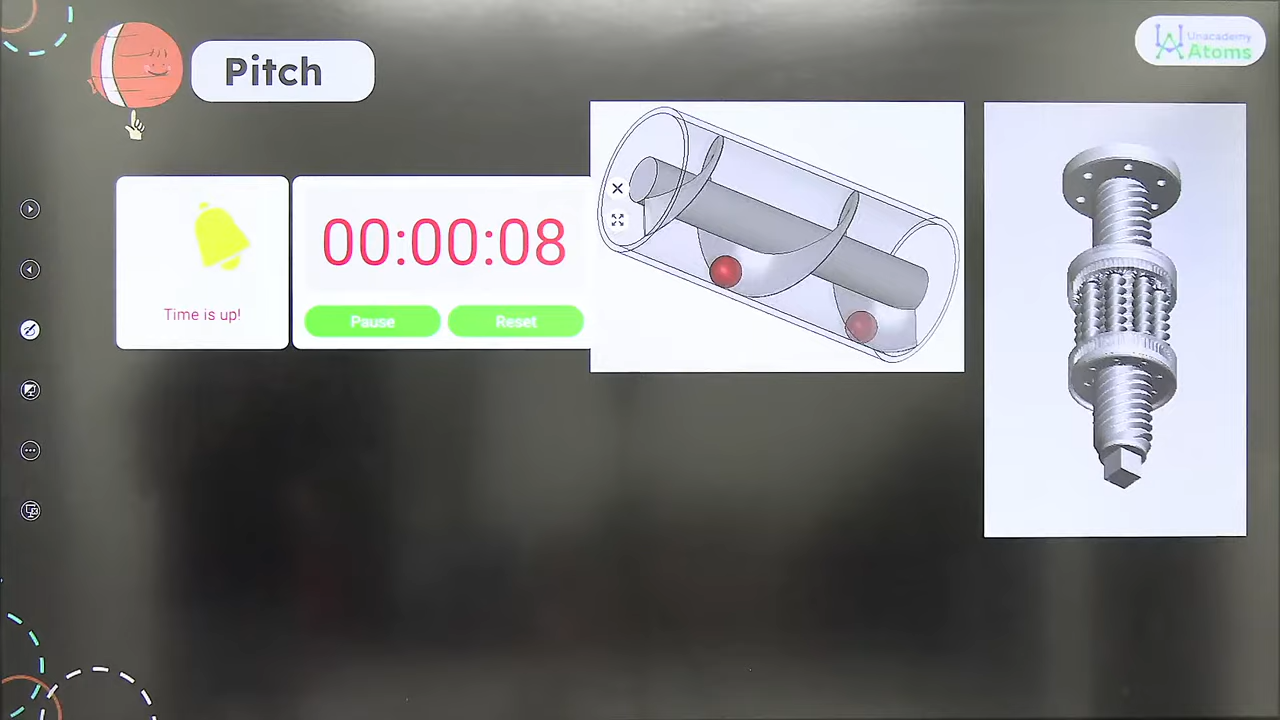 Pitch
Unacademy
Atoms
00:00:08
Time is up!
Pause
Reset